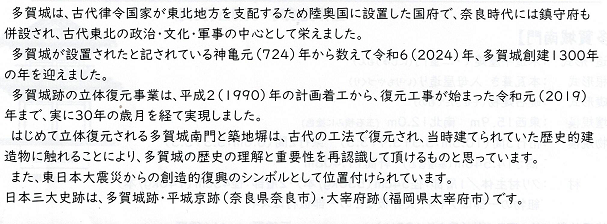 多賀城は、古代律令国家が東北地方を支配するため陸奥国に設置した国府で、奈良時代には鎮守府も
併設され、古代東北の政治・文化・軍事の中心として栄えました。
多賀城が設置されたと記されている神亀元(724)年から数えて令和6(2024)年、多賀城創建1300年
の年を迎えました。
多賀城跡の立体復元事業は、平成2(1990)年の計画着工から、復元工事が始まった令和元(2019)
年まで、実に30年の歳月を経て実現しました。
はじめて立体復元される多賀城南門と築地塀は、古代の工法で復元され、当時建てられていた歴史的建
造物に触れることにより、多賀城の歴史の理解と重要性を再認識して頂けるものと思っています。
また、東日本大震災からの創造的復興のシンボルとして位置付けられています。
日本三大史跡は、多賀城跡・平城京跡(奈良県奈良市)・大宰府跡(福岡県太宰府市)です。